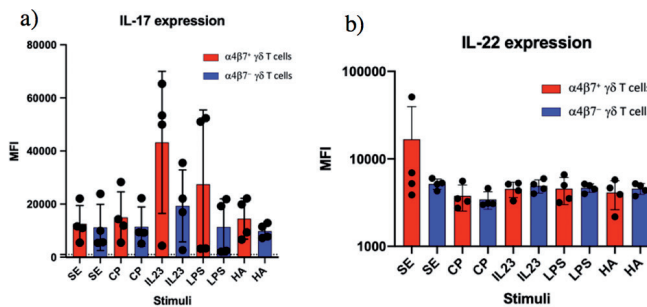 a)
IL-17 expression
80000
60000
40000
20000
0
MFI
α4β7⁺ γδ T cells
α4β7⁻ γδ T cells
SE SE CP CP IL23 IL23 LPS LPS HA HA
Stimuli
b)
IL-22 expression
100000
10000
1000
MFI
α4β7⁺ γδ T cells
α4β7⁻ γδ T cells
SE SE CP CP IL23 IL23 LPS LPS HA HA
Stimuli